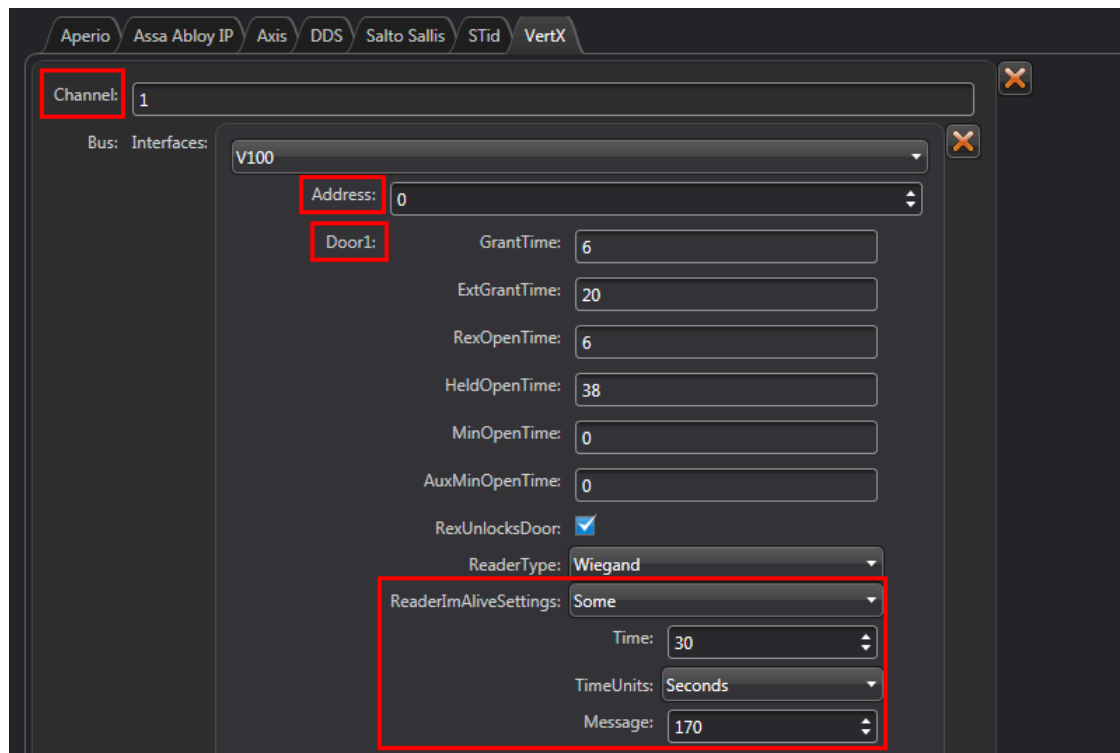 Aperio Assa Abloy IP Axis DDS Salto Sallis STid VertX
Channel: 1
Bus: Interfaces: V100
Address: 0
Door1: GrantTime: 6
ExtGrantTime: 20
RexOpenTime: 6
HeldOpenTime: 38
MinOpenTime: 0
AuxMinOpenTime: 0
RexUnlocksDoor:
ReaderType: Wiegand
ReaderImAliveSettings: Some
Time: 30
TimeUnits: Seconds
Message: 170